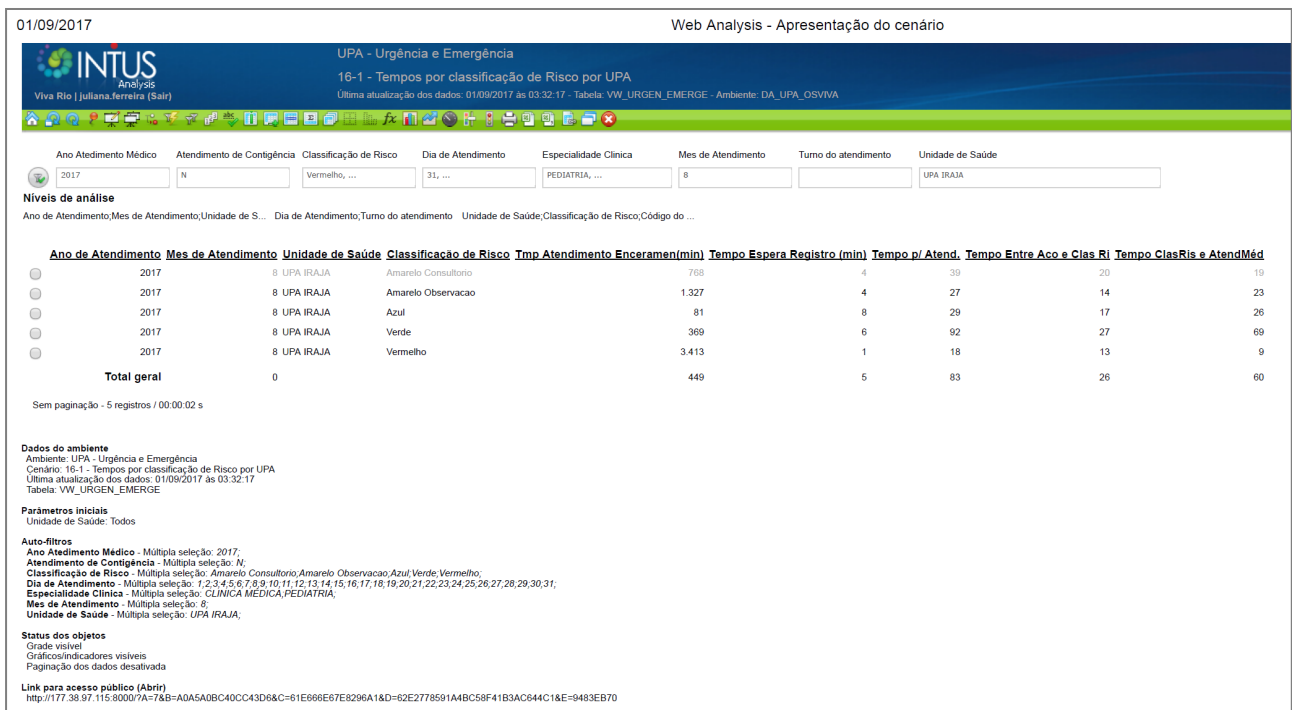 01/09/2017 Web Analysis - Apresentação do cenário
INTUS
Analysis
Viva Rio | juliana.ferreira (Sair)
UPA - Urgência e Emergência
16-1 - Tempos por classificação de Risco por UPA
Última atualização dos dados: 01/09/2017 às 03:32:17 - Tabela: VW_URGEN_EMERGE - Ambiente: DA_UPA_OSVIVA
Ano Atedimento Médico Atendimento de Contigência Classificação de Risco Dia de Atendimento Especialidade Clinica Mes de Atendimento Turno do atendimento Unidade de Saúde
2017 N Vermelho, ... 31, ... PEDIATRIA, ... 8 UPA IRAJA
Níveis de análise
Ano de Atendimento;Mes de Atendimento;Unidade de S... Dia de Atendimento;Turno do atendimento Unidade de Saúde;Classificação de Risco;Código do ...
Ano de Atendimento Mes de Atendimento Unidade de Saúde Classificação de Risco Tmp Atendimento Enceramen(min) Tempo Espera Registro (min) Tempo p/ Atend. Tempo Entre Aco e Clas Ri Tempo ClasRis e AtendMéd
2017 8 UPA IRAJA Amarelo Consultorio 768 4 39 20 19
2017 8 UPA IRAJA Amarelo Observacao 1.327 4 27 14 23
2017 8 UPA IRAJA Azul 81 8 29 17 26
2017 8 UPA IRAJA Verde 369 6 92 27 69
2017 8 UPA IRAJA Vermelho 3.413 1 18 13 9
Total geral 0 449 5 83 26 60
Sem paginação - 5 registros / 00:00:02 s
Dados do ambiente
Ambiente: UPA - Urgência e Emergência
Cenário: 16-1 - Tempos por classificação de Risco por UPA
Última atualização dos dados: 01/09/2017 às 03:32:17
Tabela: VW_URGEN_EMERGE
Parâmetros iniciais
Unidade de Saúde: Todos
Auto-filtros
Ano Atedimento Médico - Múltipla seleção: 2017;
Atendimento de Contigência - Múltipla seleção: N;
Classificação de Risco - Múltipla seleção: Amarelo Consultorio;Amarelo Observacao;Azul;Verde;Vermelho;
Dia de Atendimento - Múltipla seleção: 1;2;3;4;5;6;7;8;9;10;11;12;13;14;15;16;17;18;19;20;21;22;23;24;25;26;27;28;29;30;31;
Especialidade Clinica - Múltipla seleção: CLINICA MEDICA;PEDIATRIA;
Mes de Atendimento - Múltipla seleção: 8;
Unidade de Saúde - Múltipla seleção: UPA IRAJA;
Status dos objetos
Grade visível
Gráficos/indicadores visíveis
Paginação dos dados desativada
Link para acesso público (Abrir)
http://177.38.97.115:8000/?A=7&B=A0A5A0BC40CC43D6&C=61E666E67E8296A1&D=62E2778591A4BC58F41B3AC644C1&E=9483EB70